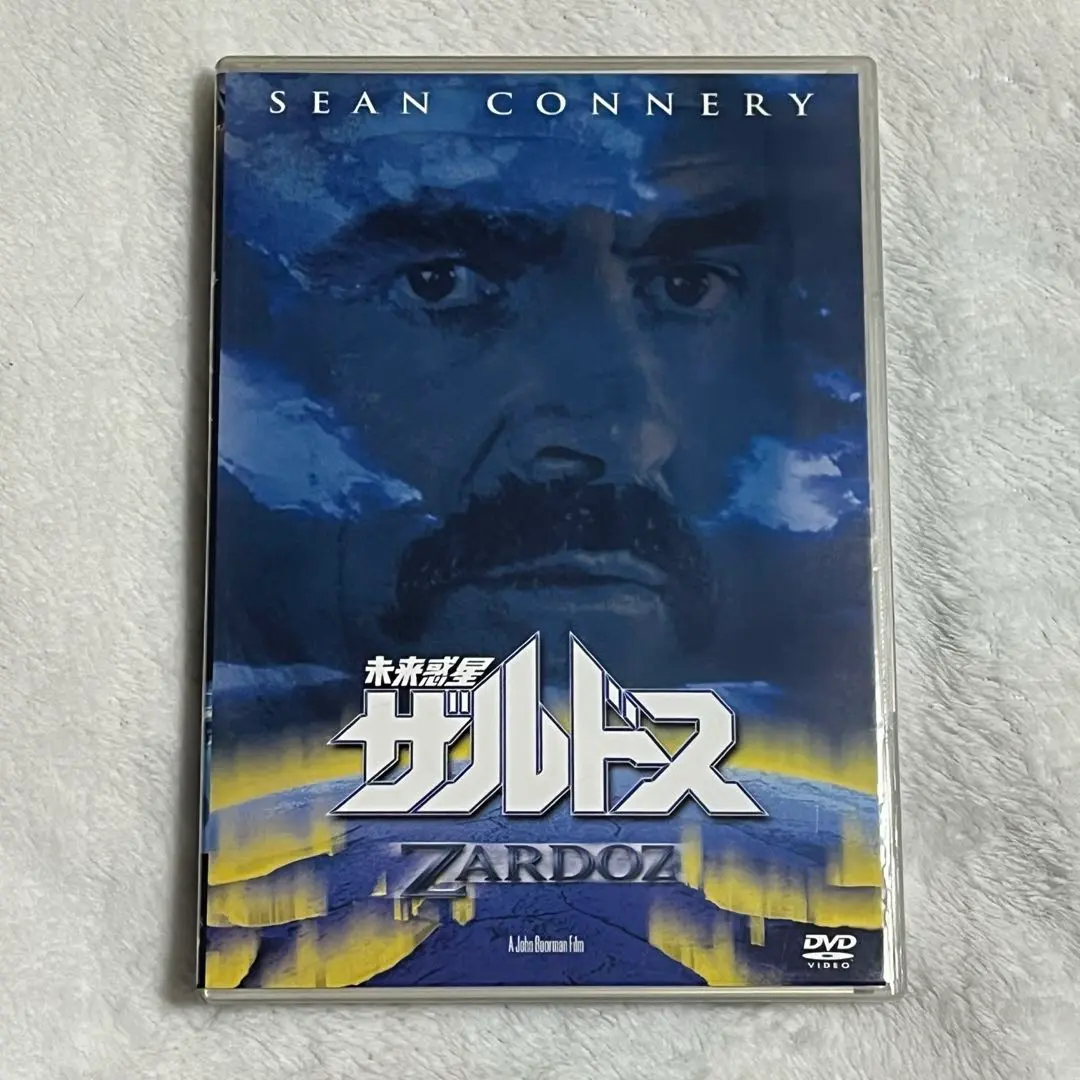 SEAN CONNERY
未来惑星
ザルドス
ZARDOZ
A John Boorman Film
DVD
VIDEO